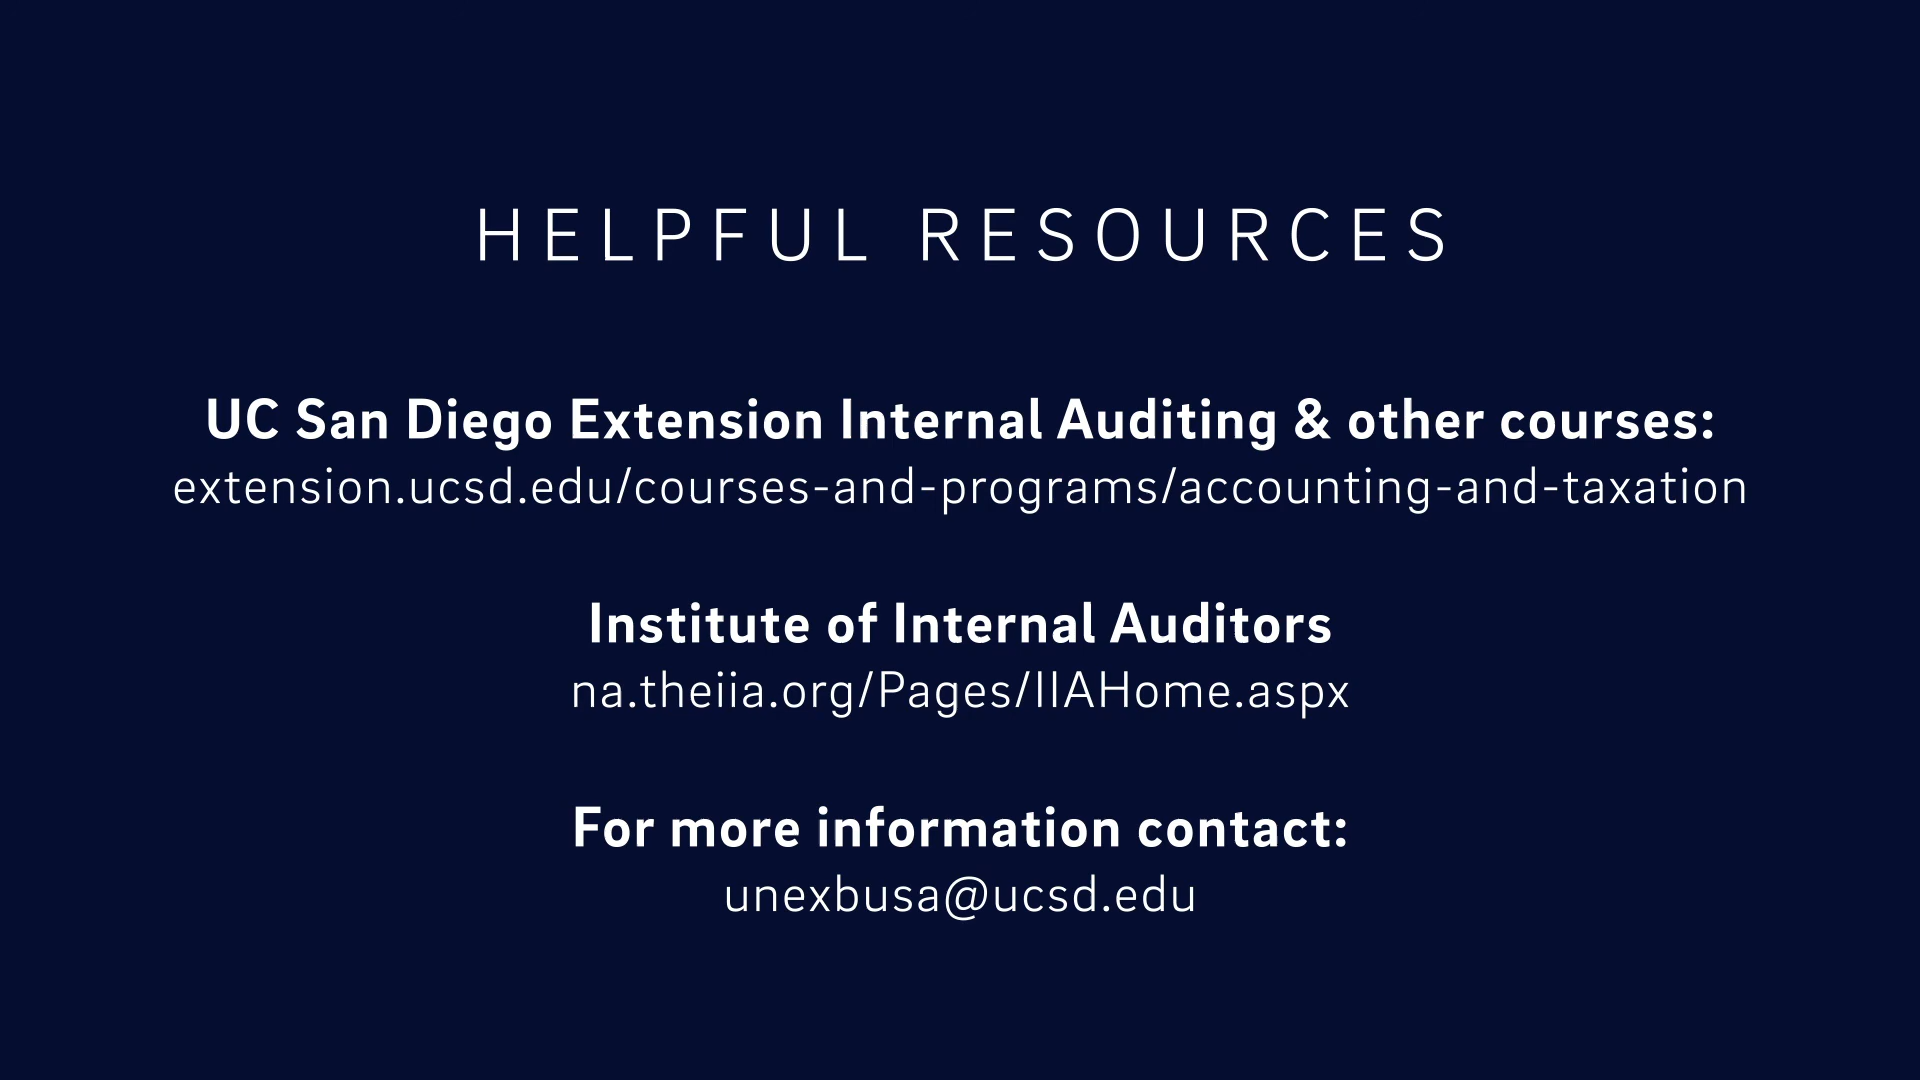 HELPFUL RESOURCES
UC San Diego Extension Internal Auditing & other courses:
extension.ucsd.edu/courses-and-programs/accounting-and-taxation
Institute of Internal Auditors
na.theiia.org/Pages/IIAHome.aspx
For more information contact:
unexbusa@ucsd.edu